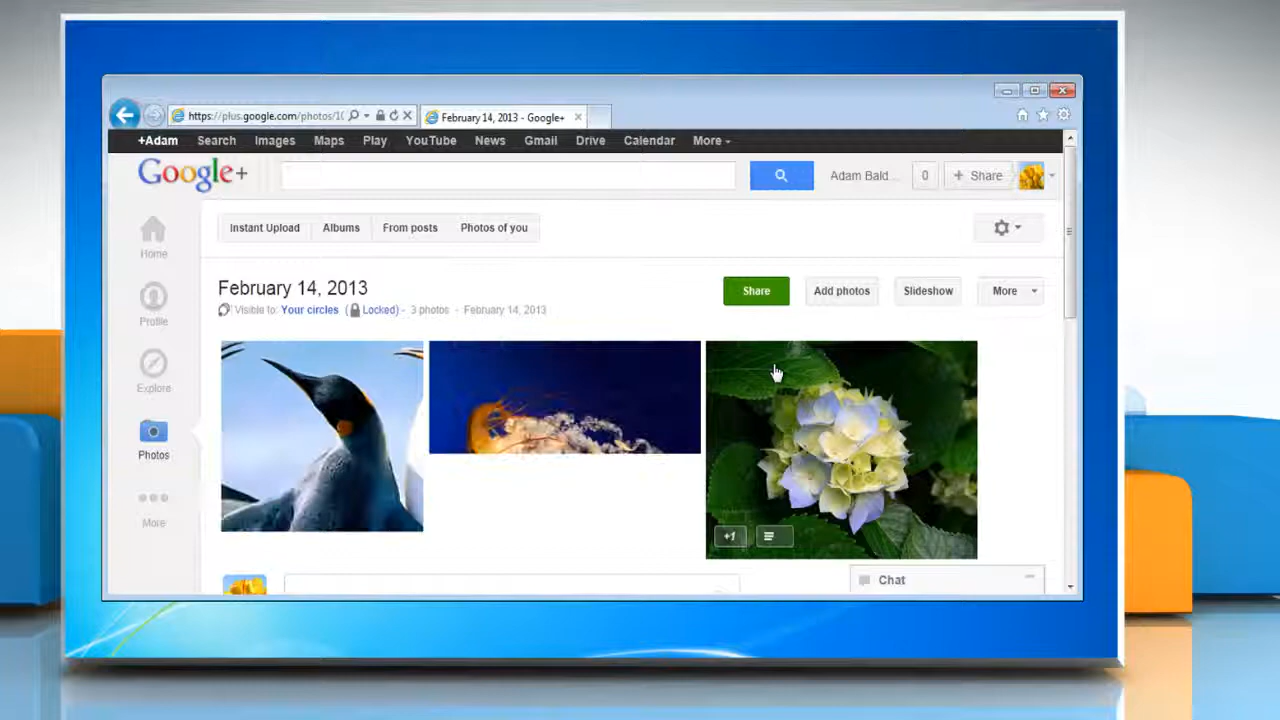 https://plus.google.com/photos/1
February 14, 2013 - Google+
+Adam Search Images Maps Play YouTube News Gmail Drive Calendar More
Google+
Adam Bald... 0 + Share
Instant Upload Albums From posts Photos of you
Home
Profile
Explore
Photos
More
February 14, 2013
Share Add photos Slideshow More
Visible to: Your circles (Locked) - 3 photos - February 14, 2013
+1
Chat